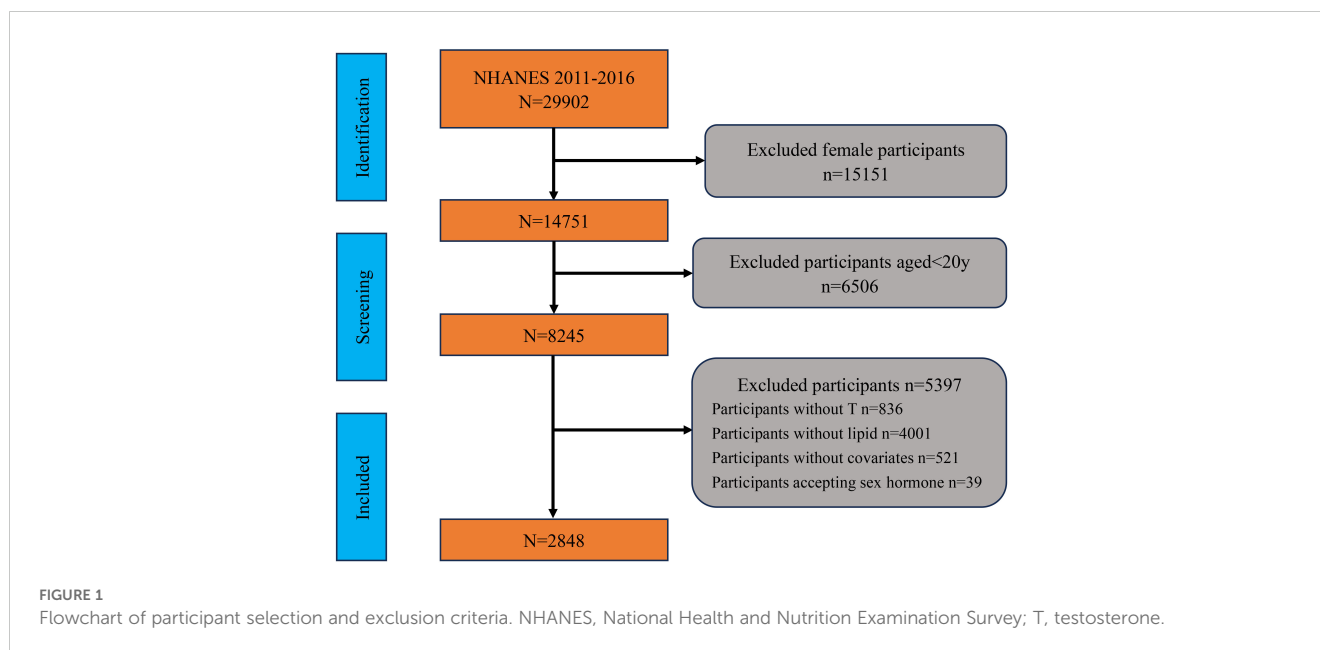 Identification
NHANES 2011-2016
N=29902
Excluded female participants
n=15151
N=14751
Screening
Excluded participants aged<20y
n=6506
N=8245
Excluded participants n=5397
Participants without T n=836
Participants without lipid n=4001
Participants without covariates n=521
Participants accepting sex hormone n=39
Included
N=2848
FIGURE 1
Flowchart of participant selection and exclusion criteria. NHANES, National Health and Nutrition Examination Survey; T, testosterone.